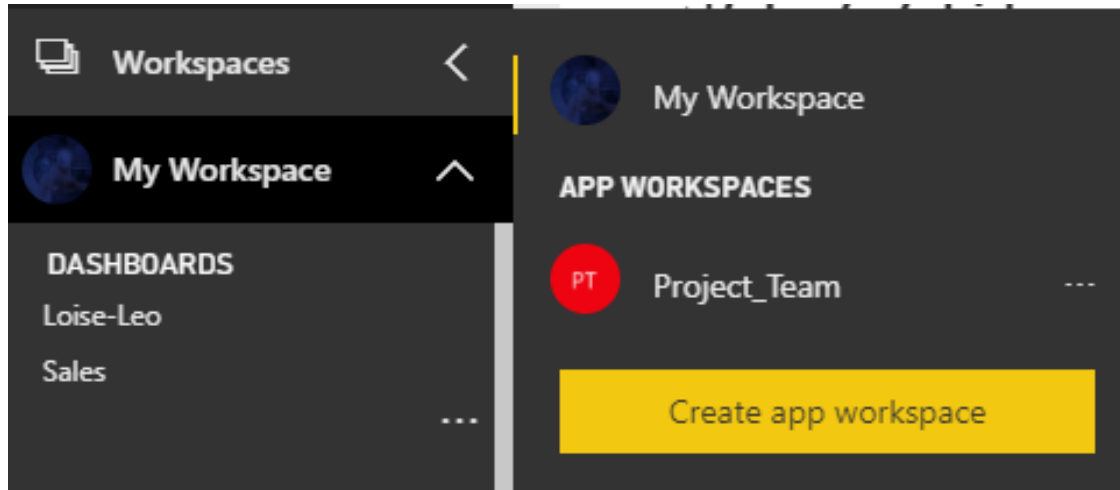 Workspaces
My Workspace
DASHBOARDS
Loise-Leo
Sales
...
My Workspace
APP WORKSPACES
PT
Project_Team
...
Create app workspace